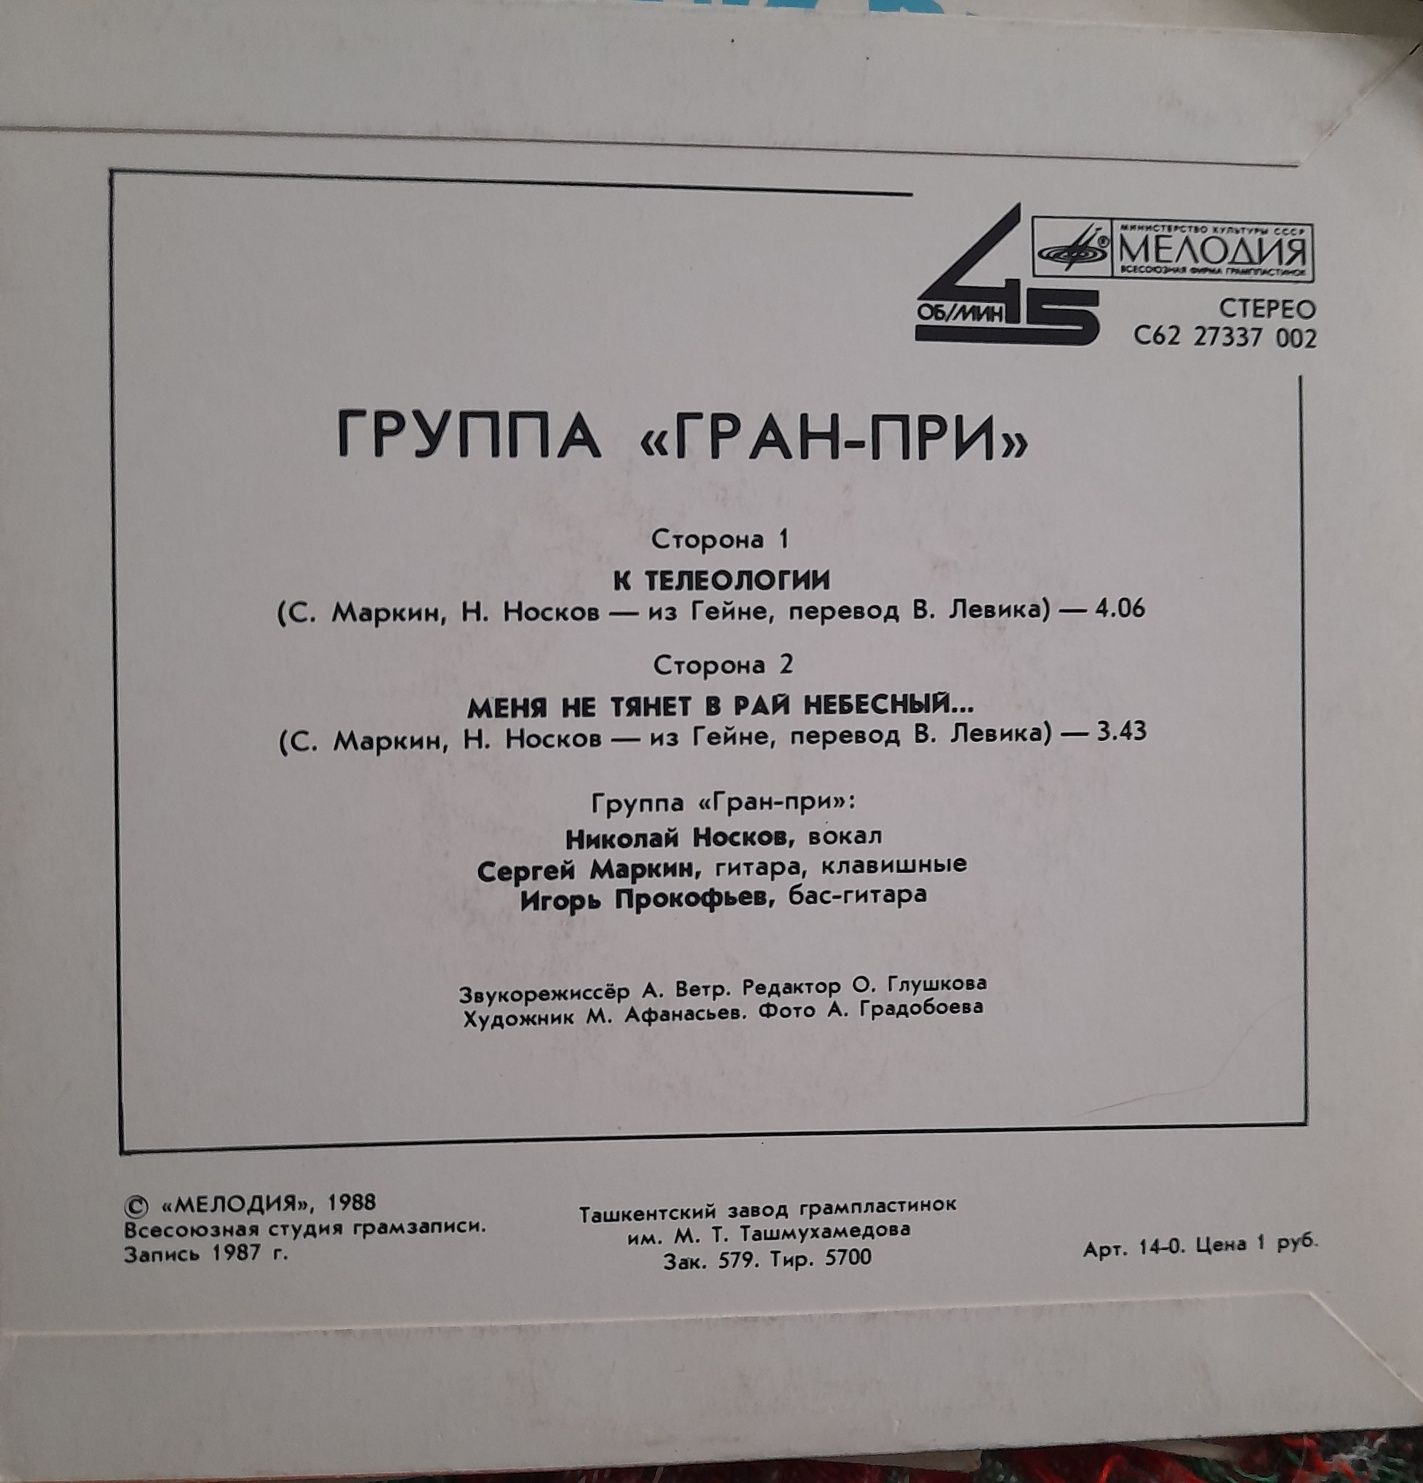 МИНИСТЕРСТВО КУЛЬТУРЫ СССР
МЕЛОДИЯ
ВСЕСОЮЗНАЯ ФИРМА ГРАМПЛАСТИНОК
45
ОБ/МИН
СТЕРЕО
С62 27337 002
ГРУППА «ГРАН-ПРИ»
Сторона 1
К ТЕЛЕОЛОГИИ
(С. Маркин, Н. Носков — из Гейне, перевод В. Левика) — 4.06
Сторона 2
МЕНЯ НЕ ТЯНЕТ В РАЙ НЕБЕСНЫЙ...
(С. Маркин, Н. Носков — из Гейне, перевод В. Левика) — 3.43
Группа «Гран-при»:
Николай Носков, вокал
Сергей Маркин, гитара, клавишные
Игорь Прокофьев, бас-гитара
Звукорежиссёр А. Ветр. Редактор О. Глушкова
Художник М. Афанасьев. Фото А. Градобоева
© «МЕЛОДИЯ», 1988
Всесоюзная студия грамзаписи.
Запись 1987 г.
Ташкентский завод грампластинок
им. М. Т. Ташмухамедова
Зак. 579. Тир. 5700
Арт. 14-0. Цена 1 руб.